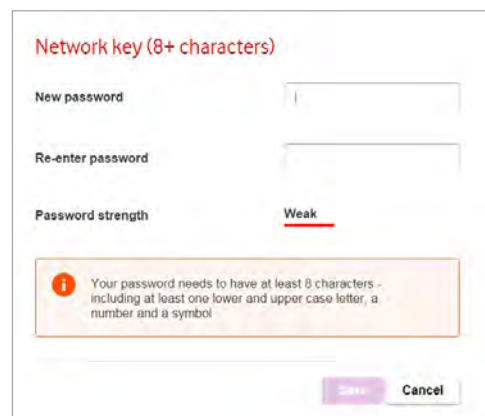 Network key (8+ characters)
New password
Re-enter password
Password strength Weak
Your password needs to have at least 8 characters -
including at least one lower and upper case letter, a
number and a symbol
Save Cancel